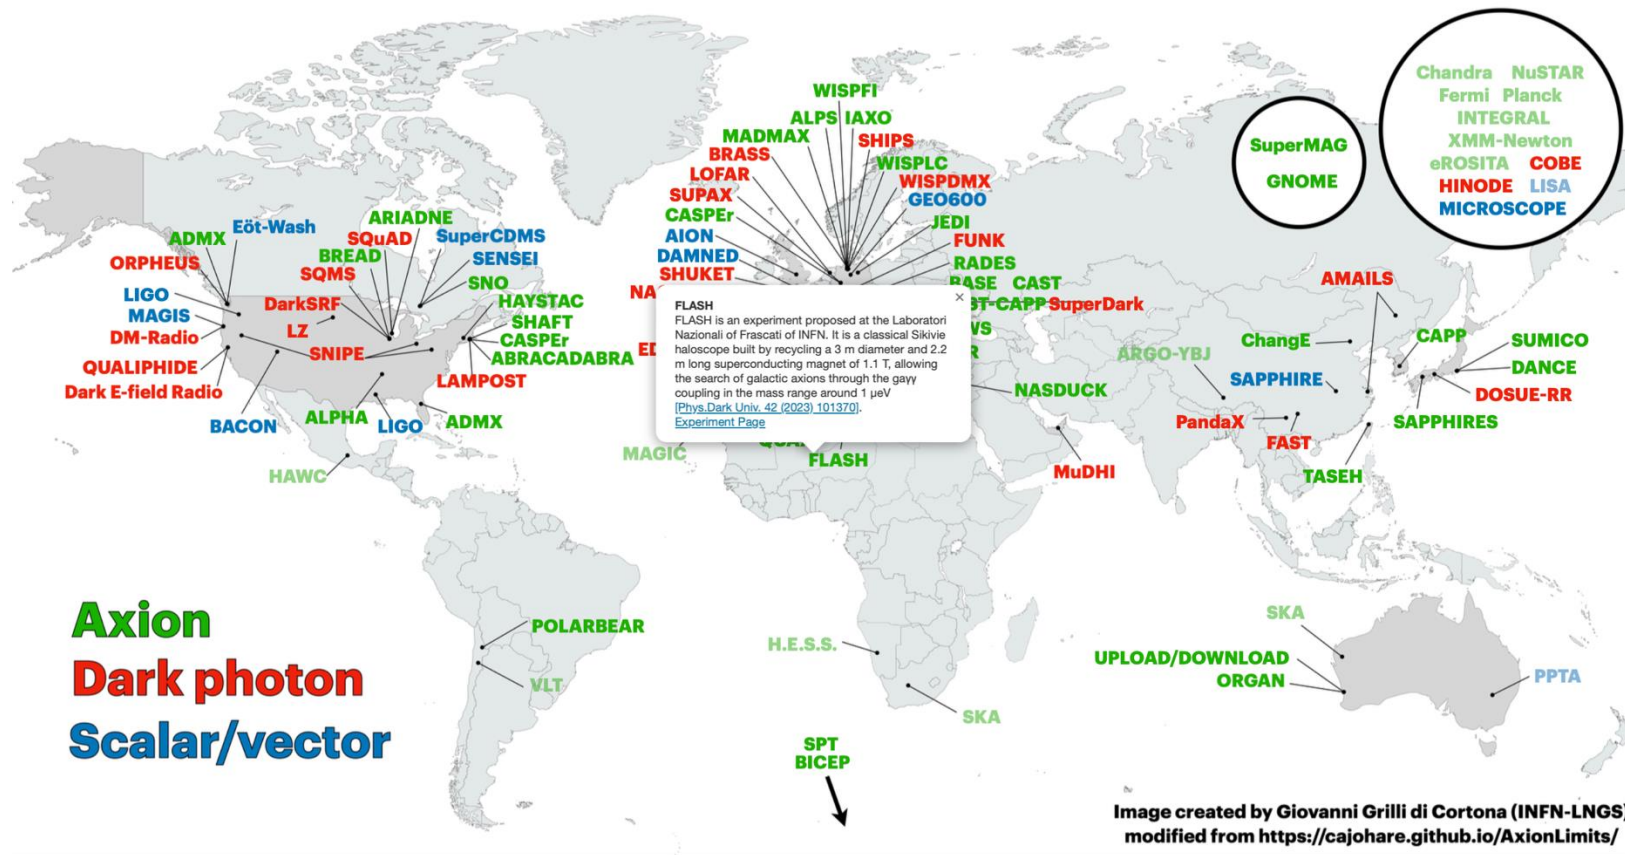 WISPFI
ALPS IAXO
MADMAX
SHIPS
BRASS
WISPLC
LOFAR
WISPDMX
SUPAX
GEO600
CASPEr
JEDI
AION
FUNK
DAMNED
RADES
SHUKET
BASE CAST
SuperDark
Chandra NuSTAR
Fermi Planck
INTEGRAL
XMM-Newton
eROSITA COBE
HINODE LISA
MICROSCOPE
SuperMAG
GNOME
ADMX
Eöt-Wash
ARIADNE
ORPHEUS
SQuAD
SuperCDMS
BREAD
SENSEI
SQMS
SNO
LIGO
DarkSRF
HAYSTAC
MAGIS
LZ
SHAFT
DM-Radio
SNIPE
CASPEr
QUALIPHIDE
ABRACADABRA
Dark E-field Radio
LAMPOST
BACON
ALPHA
LIGO
ADMX
HAWC
FLASH
FLASH is an experiment proposed at the Laboratori
Nazionali of Frascati of INFN. It is a classical Sikivie
haloscope built by recycling a 3 m diameter and 2.2
m long superconducting magnet of 1.1 T, allowing
the search of galactic axions through the gaγγ
coupling in the mass range around 1 μeV
[Phys.Dark Univ. 42 (2023) 101370].
Experiment Page
NASDUCK
MAGIC
FLASH
MuDHI
AMAILS
ChangE
CAPP
SUMICO
ARGO-YBJ
DANCE
SAPPHIRE
DOSUE-RR
PandaX
SAPPHIRES
FAST
TASEH
POLARBEAR
VLT
H.E.S.S.
SKA
SKA
UPLOAD/DOWNLOAD
ORGAN
PPTA
SPT
BICEP
Axion
Dark photon
Scalar/vector
Image created by Giovanni Grilli di Cortona (INFN-LNGS)
modified from https://cajohare.github.io/AxionLimits/